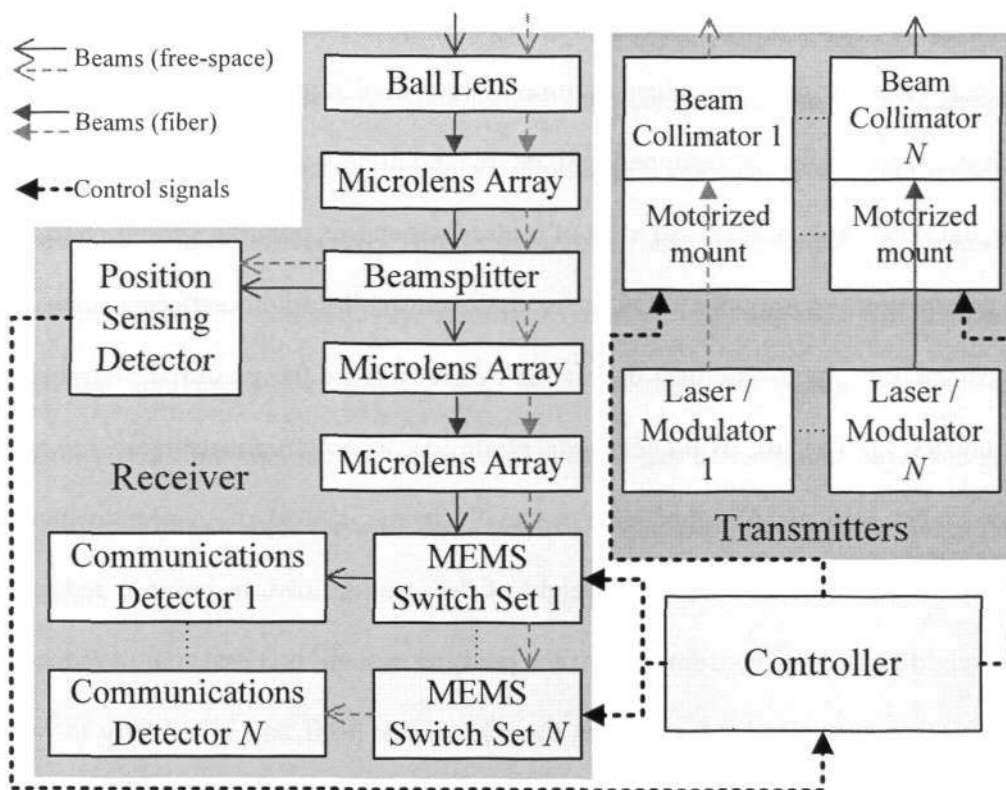 Beams (free-space)
Beams (fiber)
Control signals
Ball Lens
Microlens Array
Beamsplitter
Position
Sensing
Detector
Microlens Array
Microlens Array
Receiver
Communications
Detector 1
MEMS
Switch Set 1
Communications
Detector N
MEMS
Switch Set N
Beam
Collimator 1
Beam
Collimator
N
Motorized
mount
Motorized
mount
Laser /
Modulator
1
Laser /
Modulator
N
Transmitters
Controller